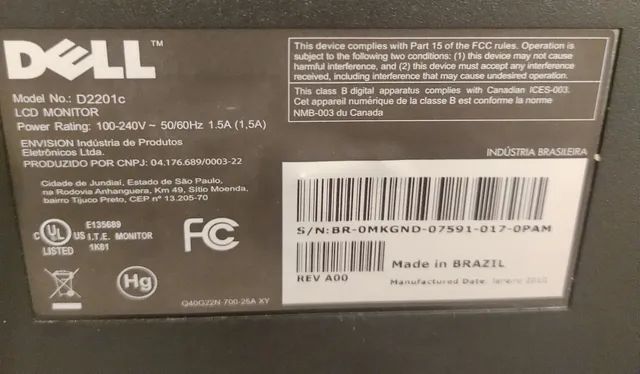 DELL™
Model No.: D2201c
LCD MONITOR
Power Rating: 100-240V ~ 50/60Hz 1.5A (1,5A)
ENVISION Indústria de Produtos
Eletrônicos Ltda.
PRODUZIDO POR CNPJ: 04.176.689/0003-22
Cidade de Jundiaí, Estado de São Paulo,
na Rodovia Anhanguera, Km 49, Sítio Moenda,
bairro Tijuco Preto, CEP nº 13.205-70
This device complies with Part 15 of the FCC rules. Operation is
subject to the following two conditions: (1) this device may not cause
harmful interference, and (2) this device must accept any interference
received, including interference that may cause undesired operation.
This class B digital apparatus complies with Canadian ICES-003.
Cet appareil numérique de la classe B est conforme la norme
NMB-003 du Canada
INDÚSTRIA BRASILEIRA
S/N:BR-0MKGND-07591-017-0PAM
REV A00
Made in BRAZIL
Manufactured Date:
E135689
c UL US I.T.E. MONITOR
LISTED 1K81
FC
Hg
Q40G22N-700-25A XY